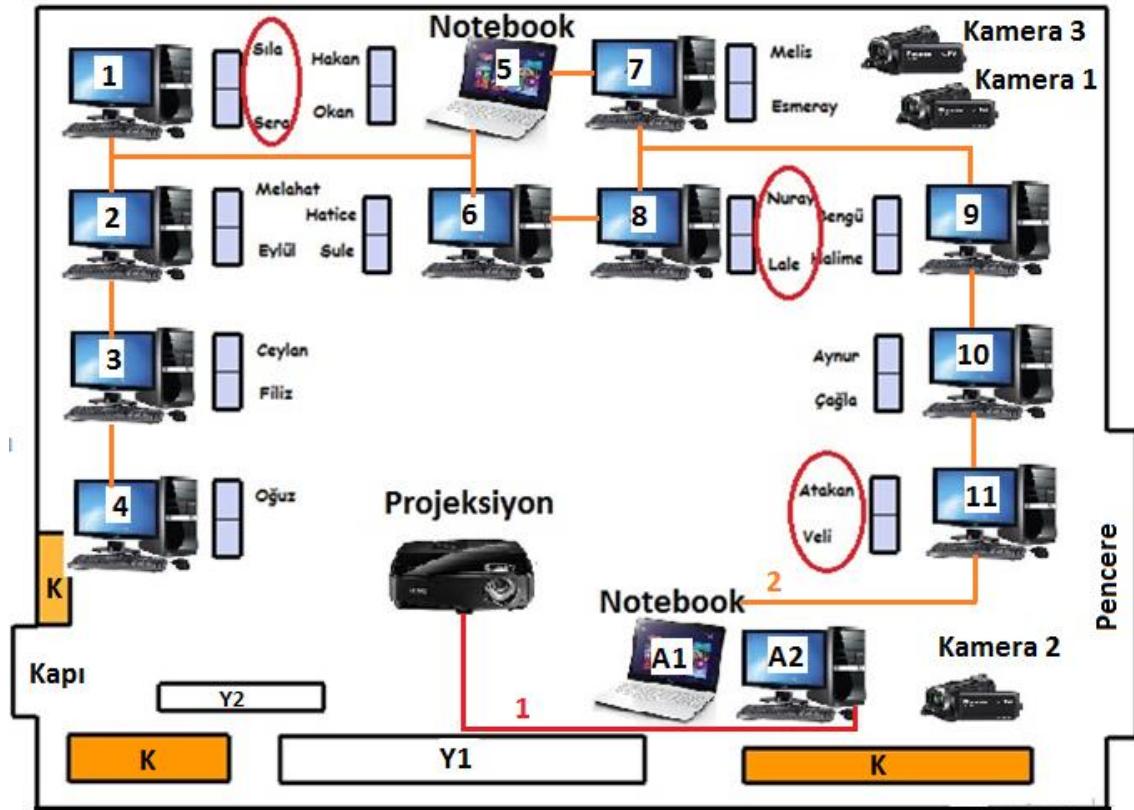 Notebook
Kamera 3
Kamera 1
1
Sıla
Sera
Hakan
Okan
5
7
Melis
Esmeray
2
Melahat
Eylül
Hatice
Sule
6
8
Nuray
Lale
Halime
9
3
Ceylan
Filiz
Aynur
Çağla
10
4
Oğuz
Projeksiyon
Atakan
Veli
11
K
2
Notebook
Pencere
Kapı
A1
A2
Kamera 2
Y2
1
K
Y1
K